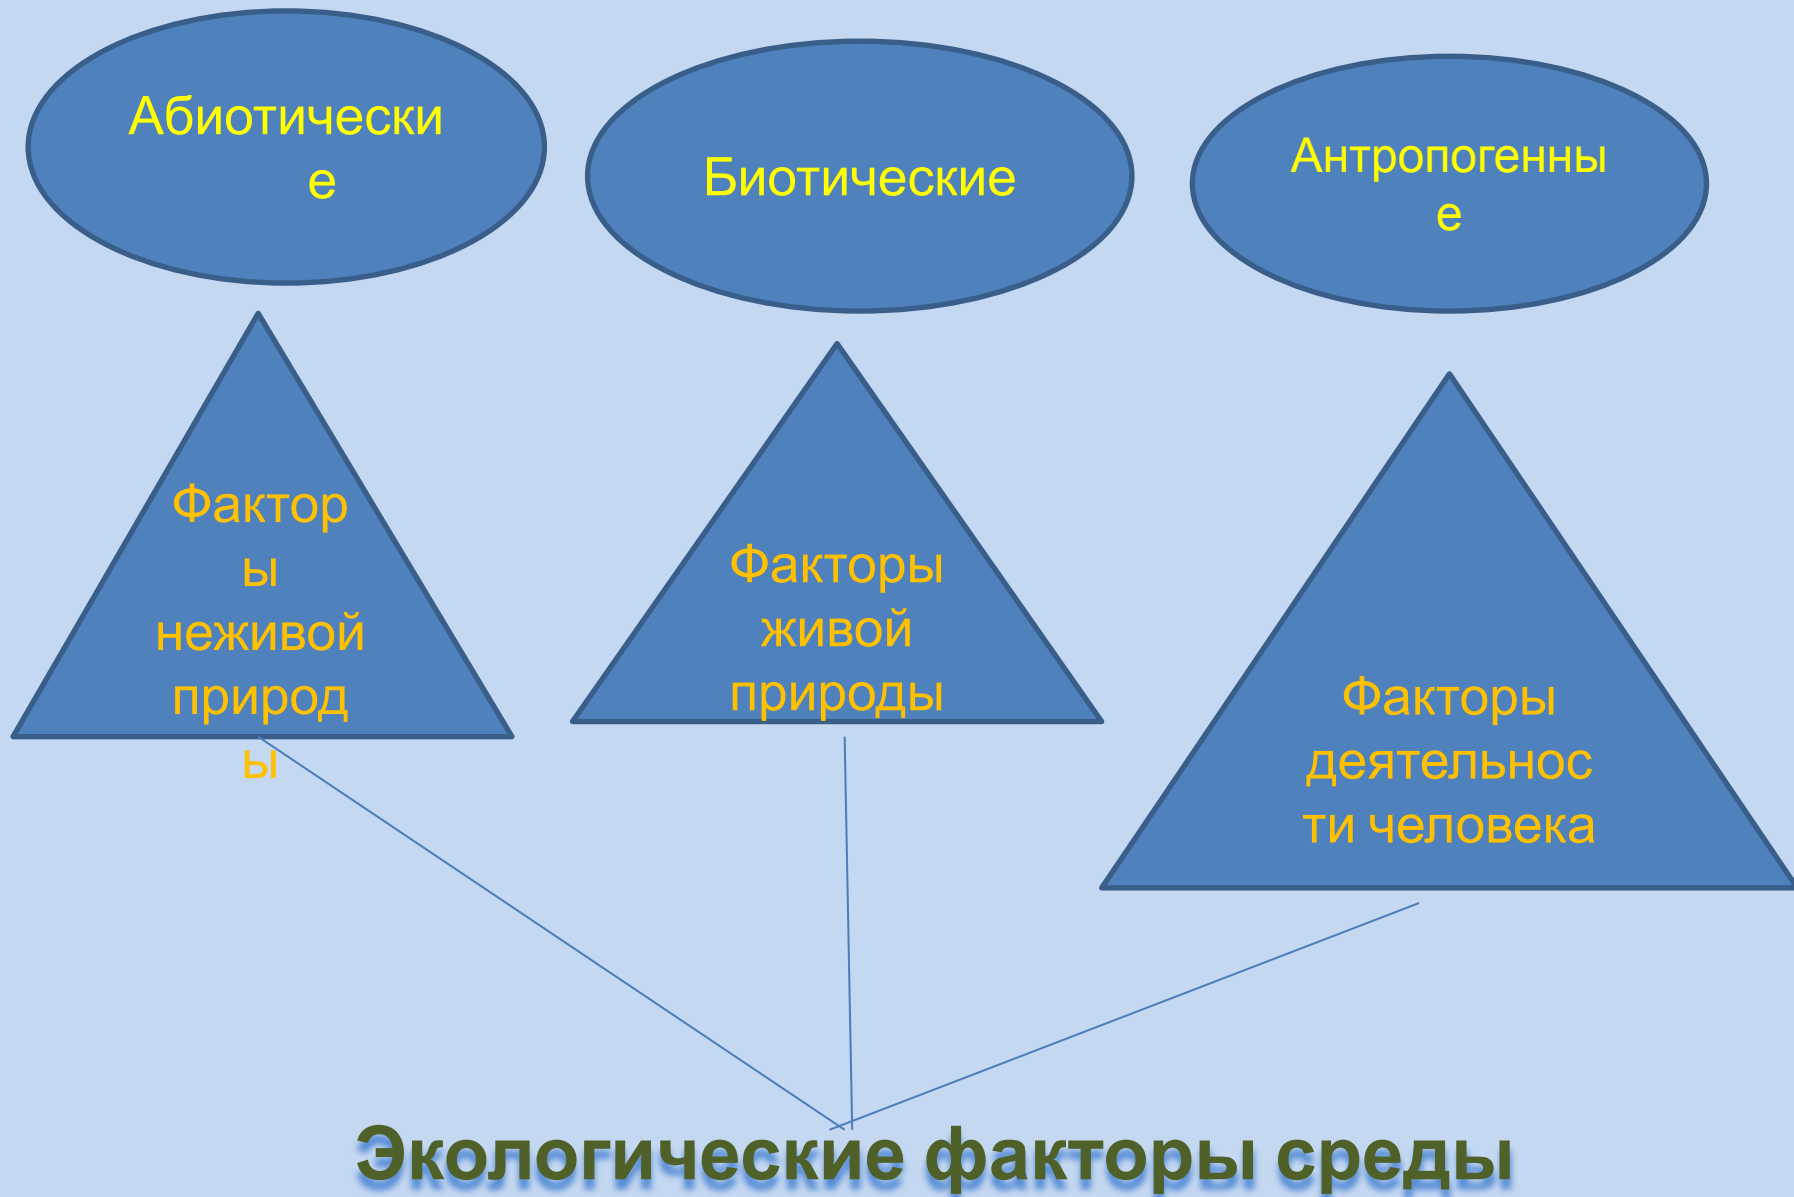 Абиотически
е
Биотические
Антропогенны
е
Фактор
ы
неживой
природ
ы
Факторы
живой
природы
Факторы
деятельнос
ти человека
Экологические факторы среды